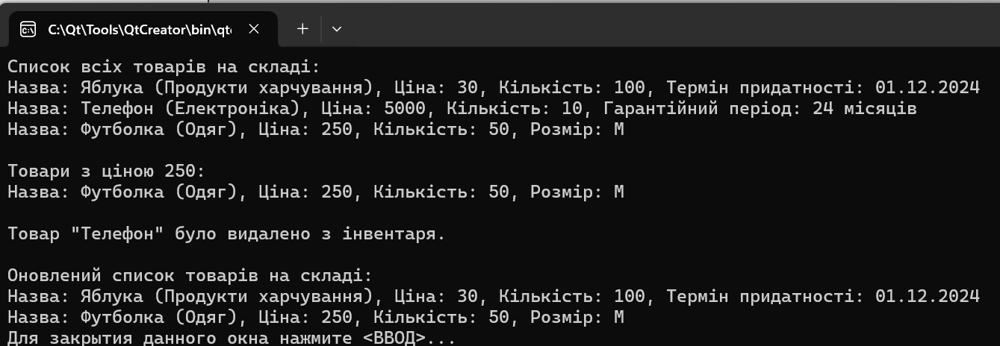 C:\Qt\Tools\QtCreator\bin\qt
Список всіх товарів на складі:
Назва: Яблука (Продукти харчування), Ціна: 30, Кількість: 100, Термін придатності: 01.12.2024
Назва: Телефон (Електроніка), Ціна: 5000, Кількість: 10, Гарантійний період: 24 місяців
Назва: Футболка (Одяг), Ціна: 250, Кількість: 50, Розмір: M
Товари з ціною 250:
Назва: Футболка (Одяг), Ціна: 250, Кількість: 50, Розмір: M
Товар "Телефон" було видалено з інвентаря.
Оновлений список товарів на складі:
Назва: Яблука (Продукти харчування), Ціна: 30, Кількість: 100, Термін придатності: 01.12.2024
Назва: Футболка (Одяг), Ціна: 250, Кількість: 50, Розмір: M
Для закрытия данного окна нажмите <ВВОД>...